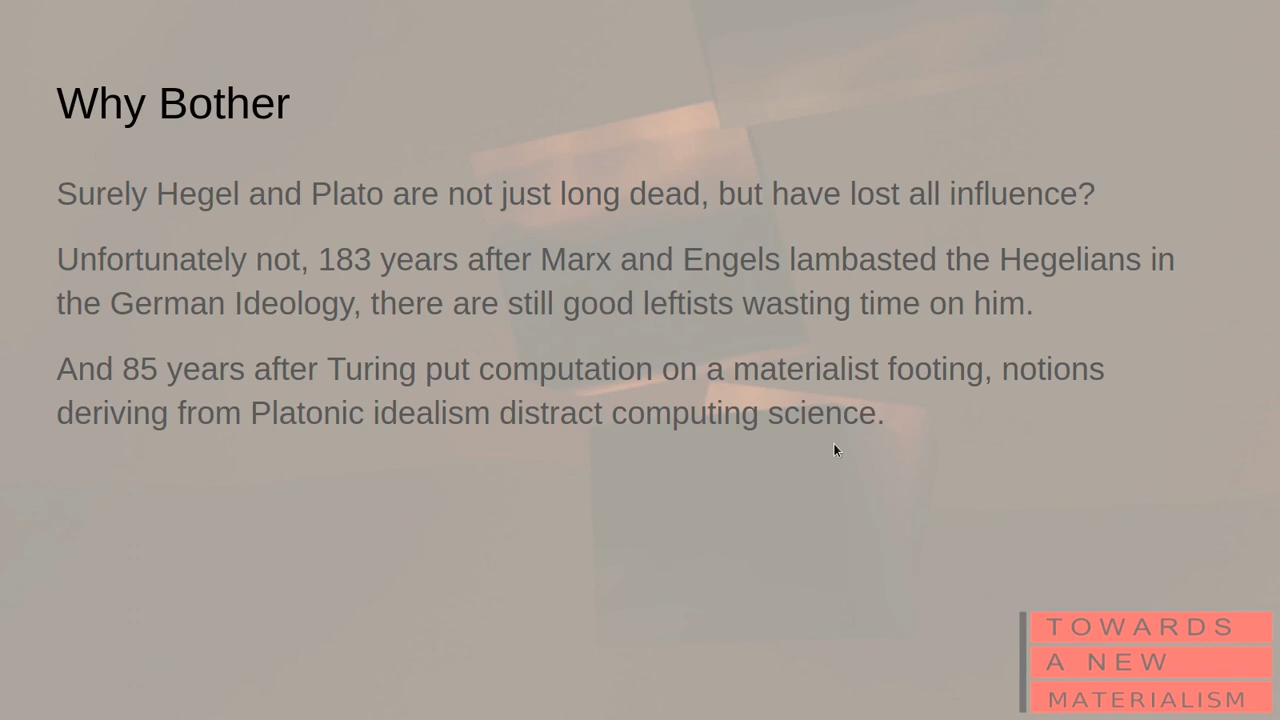 Why Bother
Surely Hegel and Plato are not just long dead, but have lost all influence?
Unfortunately not, 183 years after Marx and Engels lambasted the Hegelians in
the German Ideology, there are still good leftists wasting time on him.
And 85 years after Turing put computation on a materialist footing, notions
deriving from Platonic idealism distract computing science.
TOWARDS
A NEW
MATERIALISM